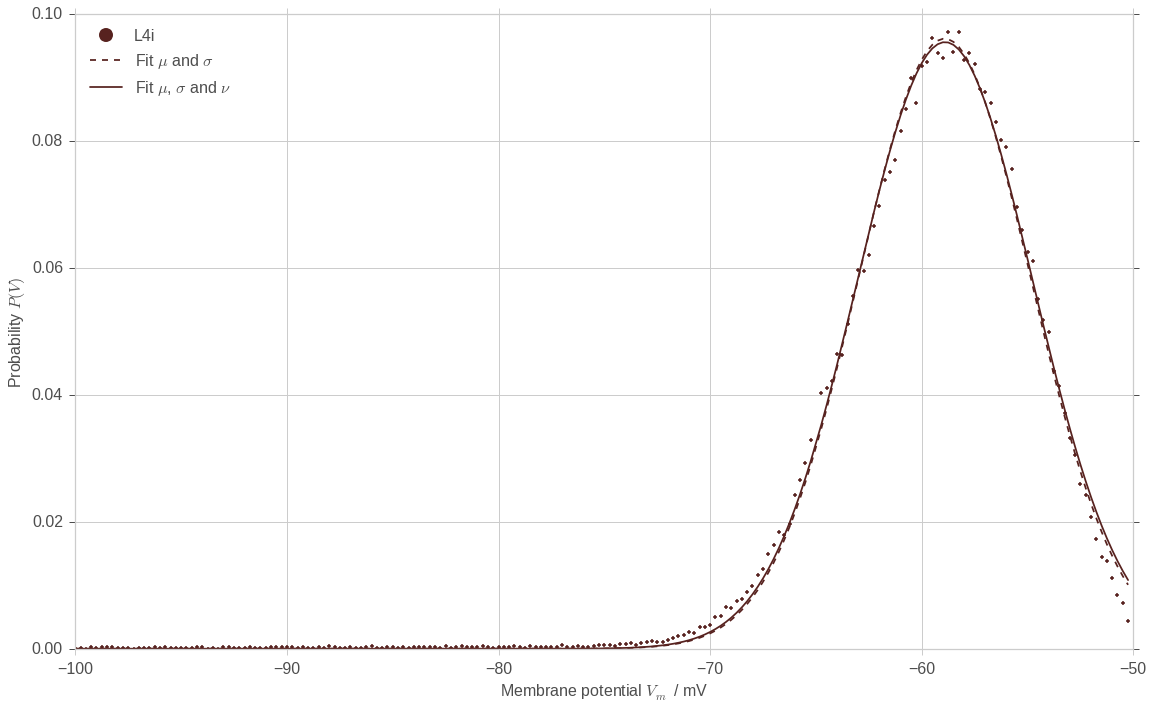 L4i
Fit μ and σ
Fit μ, σ and ν
0.10
0.08
0.06
0.04
0.02
0.00
Probability P(V)
−100
−90
−80
−70
−60
−50
Membrane potential Vₘ / mV